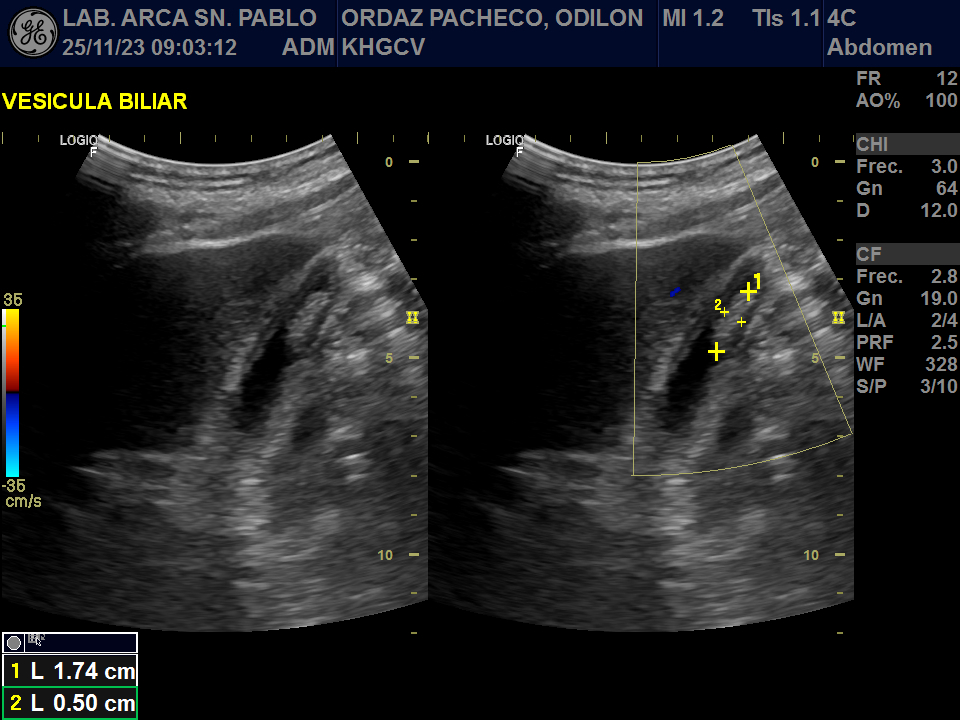 LAB. ARCA SN. PABLO
25/11/23 09:03:12 ADM
ORDAZ PACHECO, ODILON
KHGCV
MI 1.2 TIs 1.1
4C
Abdomen
VESICULA BILIAR
FR 12
AO% 100
CHI
Frec. 3.0
Gn 64
D 12.0
CF
Frec. 2.8
Gn 19.0
L/A 2/4
PRF 2.5
WF 328
S/P 3/10
LOGIQ
F
0
5
10
LOGIQ
F
0
5
10
1
2
35
-35
cm/s
1 L 1.74 cm
2 L 0.50 cm